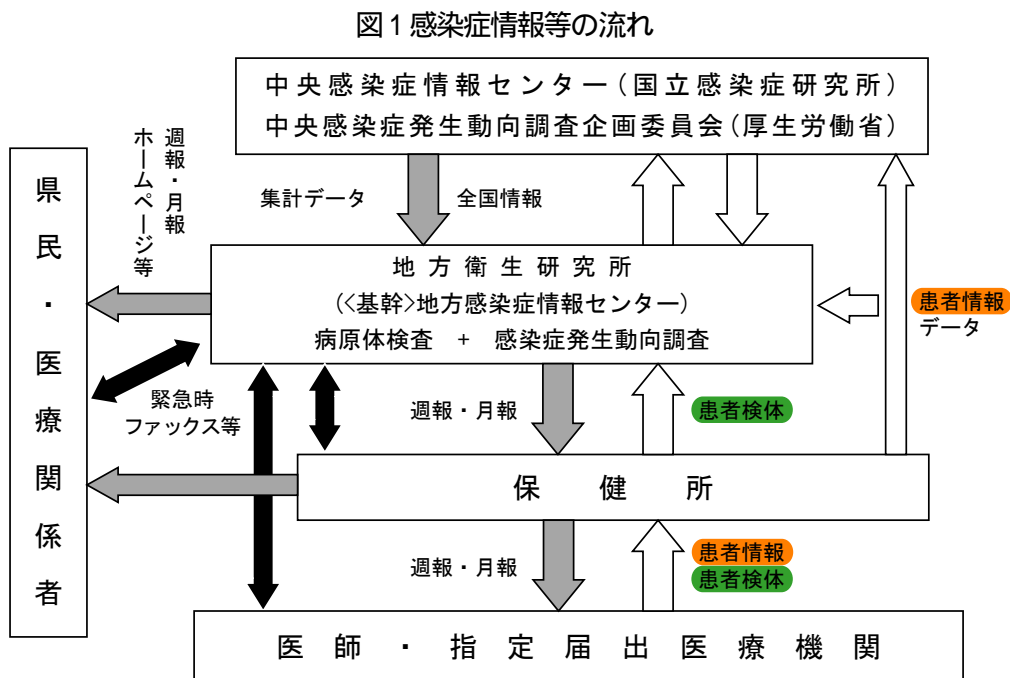 図1 感染症情報等の流れ
中央感染症情報センター(国立感染症研究所)
中央感染症発生動向調査企画委員会(厚生労働省)
週報・月報
ホームページ等
県民・医療関係者
集計データ
全国情報
地方衛生研究所
(<基幹>地方感染症情報センター)
病原体検査 + 感染症発生動向調査
患者情報
データ
緊急時
ファックス等
週報・月報
患者検体
保健所
週報・月報
患者情報
患者検体
医師・指定届出医療機関